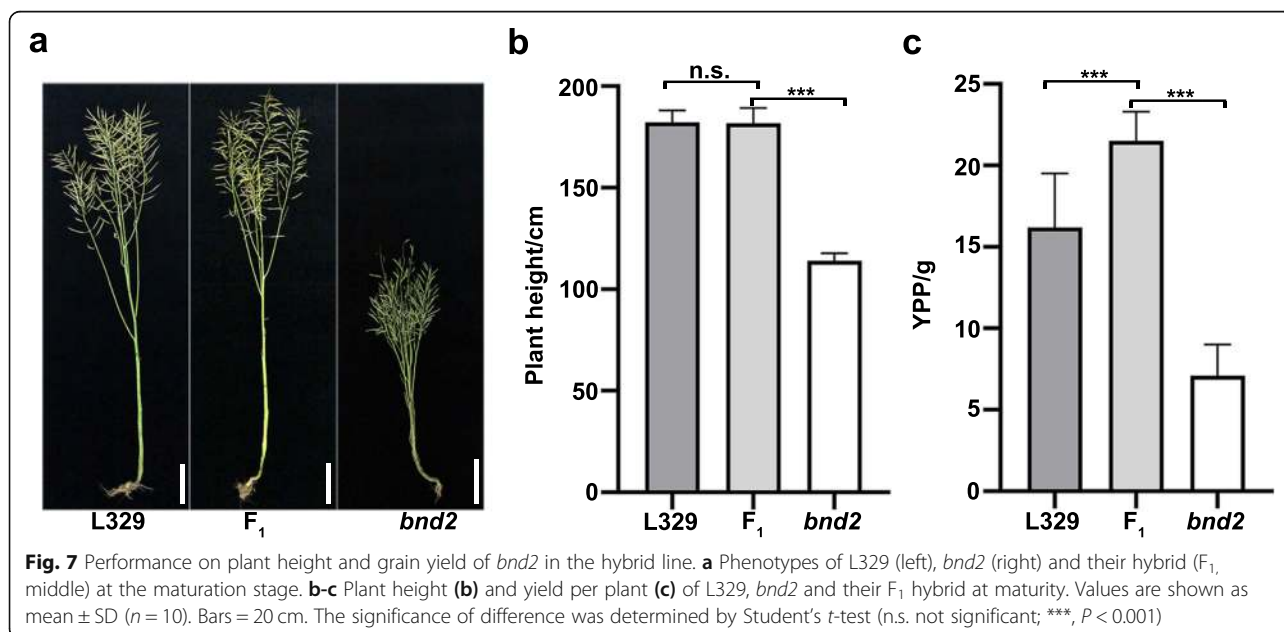 a
L329
F1
bnd2
b
Plant height/cm
200
150
100
50
0
n.s.
***
L329
F1
bnd2
c
YPP/g
25
20
15
10
5
0
***
***
L329
F1
bnd2
Fig. 7 Performance on plant height and grain yield of bnd2 in the hybrid line. a Phenotypes of L329 (left), bnd2 (right) and their hybrid (F1,
middle) at the maturation stage. b-c Plant height (b) and yield per plant (c) of L329, bnd2 and their F1 hybrid at maturity. Values are shown as
mean ± SD (n = 10). Bars = 20 cm. The significance of difference was determined by Student's t-test (n.s. not significant; ***, P < 0.001)